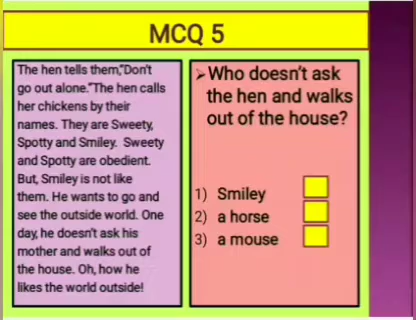 MCQ 5
The hen tells them,"Don't
go out alone."The hen calls
her chickens by their
names. They are Sweety,
Spotty and Smiley. Sweety
and Spotty are obedient.
But, Smiley is not like
them. He wants to go and
see the outside world. One
day, he doesn't ask his
mother and walks out of
the house. Oh, how he
likes the world outside!
➢Who doesn't ask
the hen and walks
out of the house?
1) Smiley
2) a horse
3) a mouse